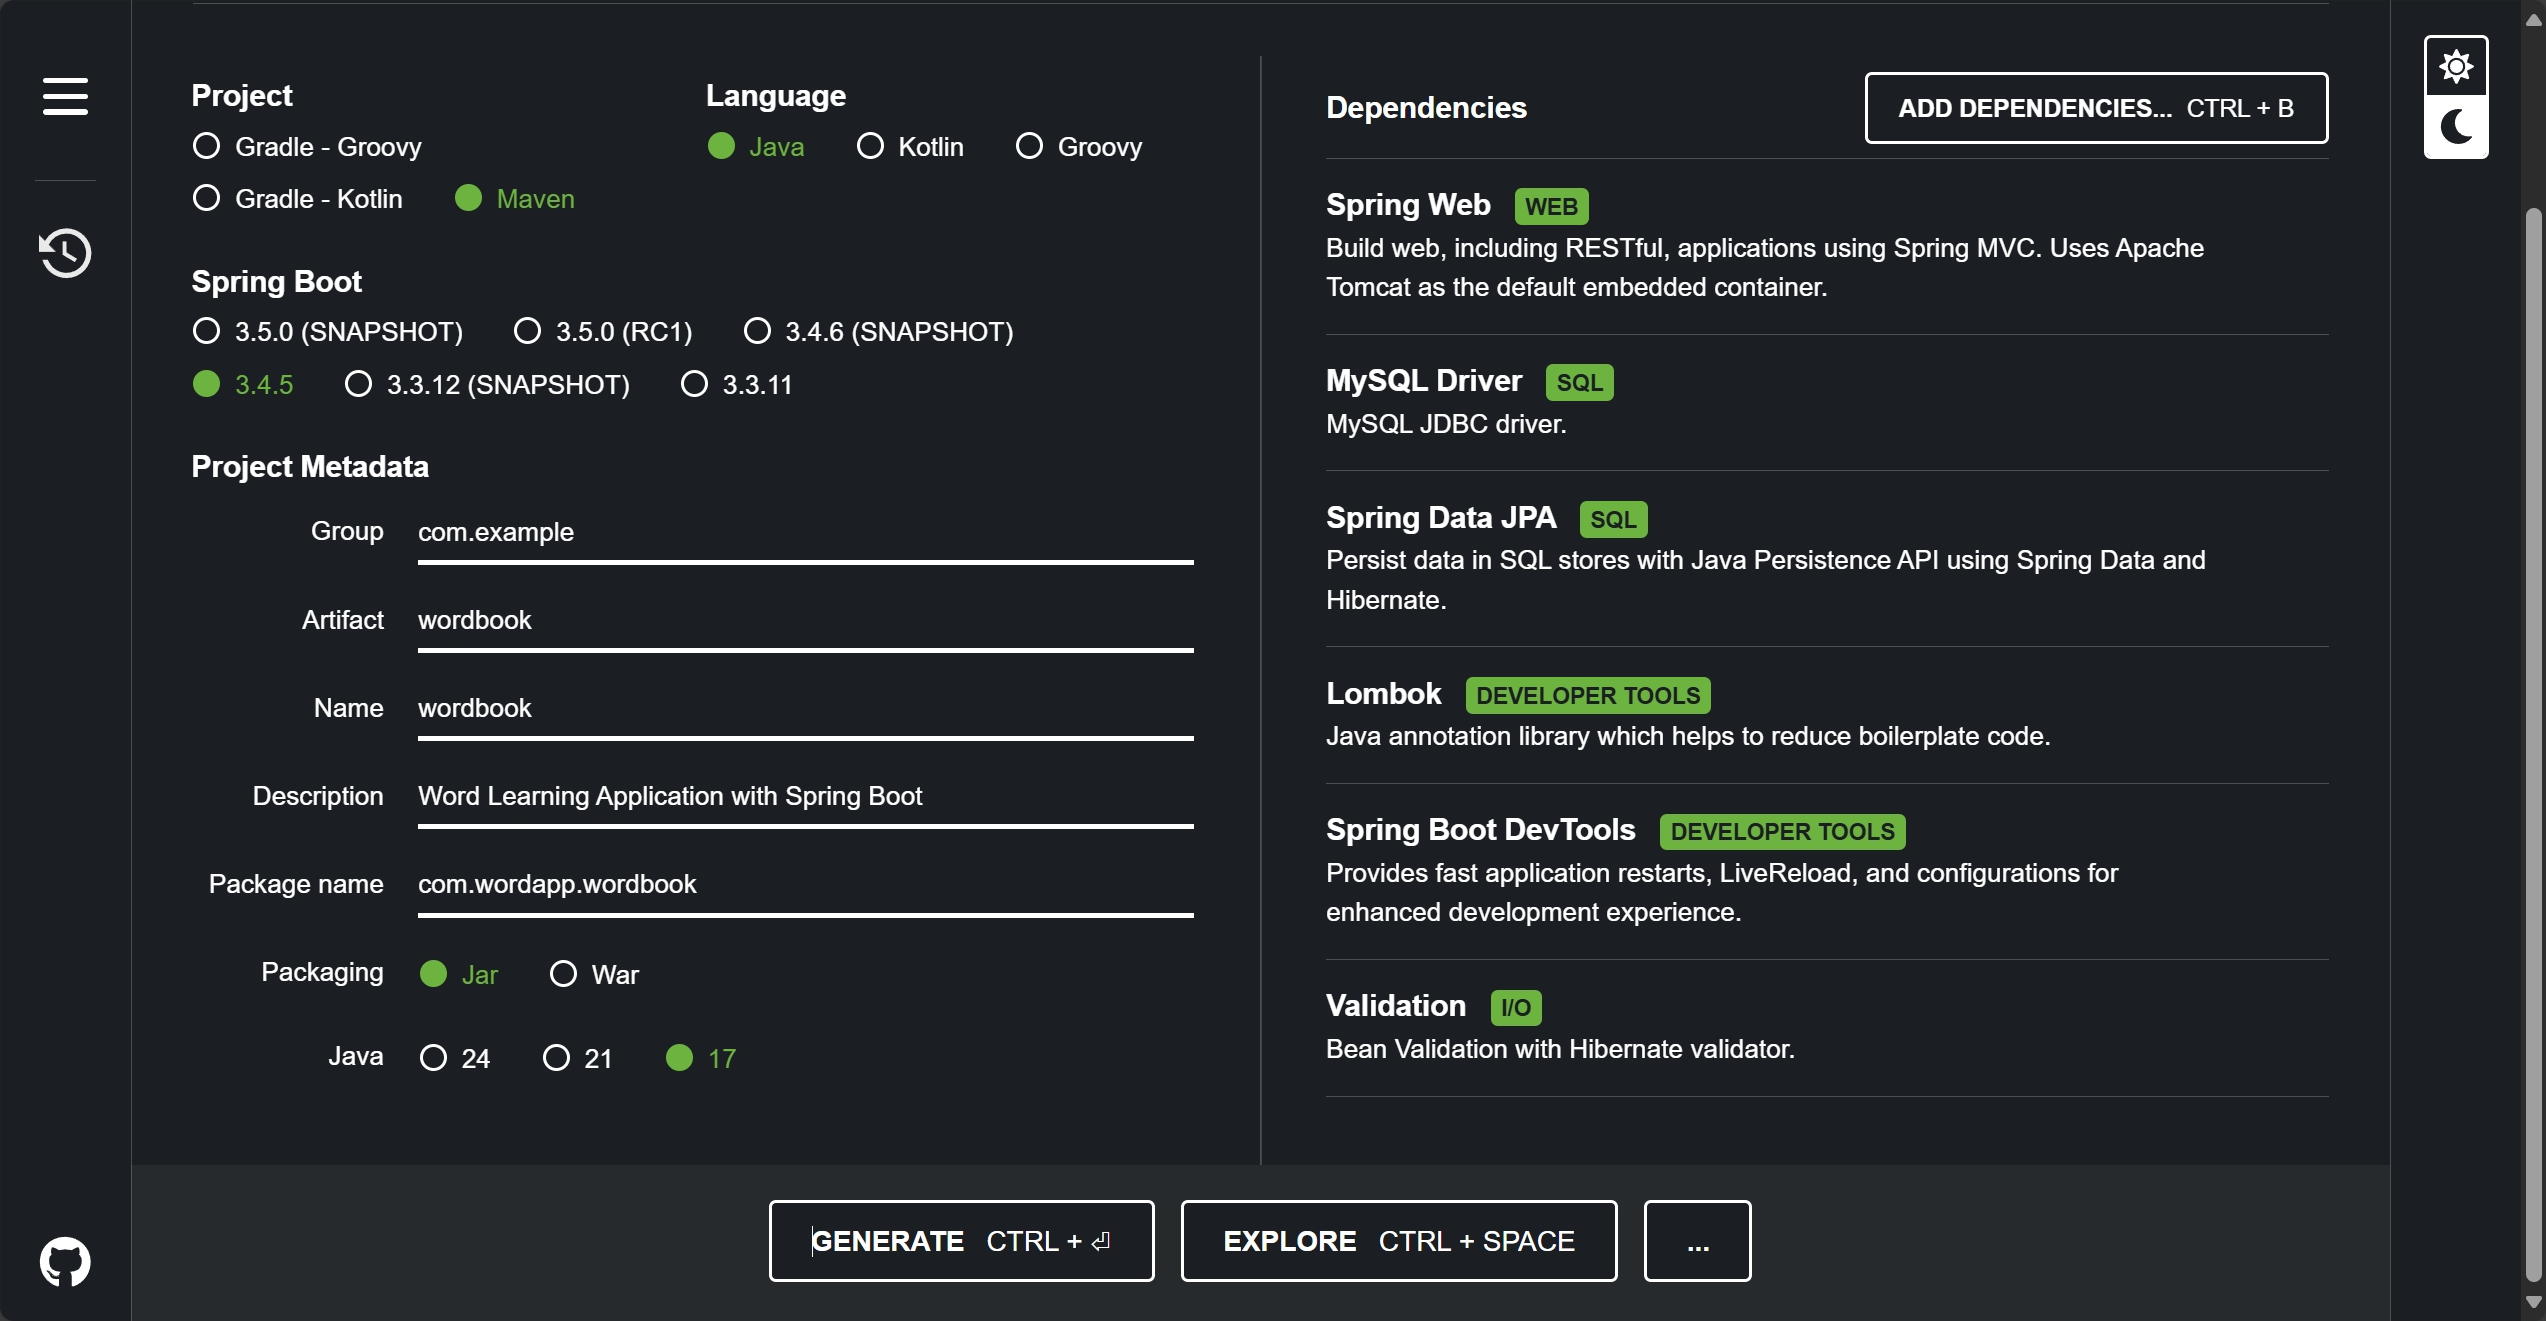 Project
Gradle - Groovy
Gradle - Kotlin Maven
Language
Java Kotlin Groovy
Spring Boot
3.5.0 (SNAPSHOT) 3.5.0 (RC1) 3.4.6 (SNAPSHOT)
3.4.5 3.3.12 (SNAPSHOT) 3.3.11
Project Metadata
Group com.example
Artifact wordbook
Name wordbook
Description Word Learning Application with Spring Boot
Package name com.wordapp.wordbook
Packaging Jar War
Java 24 21 17
Dependencies ADD DEPENDENCIES... CTRL + B
Spring Web WEB
Build web, including RESTful, applications using Spring MVC. Uses Apache
Tomcat as the default embedded container.
MySQL Driver SQL
MySQL JDBC driver.
Spring Data JPA SQL
Persist data in SQL stores with Java Persistence API using Spring Data and
Hibernate.
Lombok DEVELOPER TOOLS
Java annotation library which helps to reduce boilerplate code.
Spring Boot DevTools DEVELOPER TOOLS
Provides fast application restarts, LiveReload, and configurations for
enhanced development experience.
Validation I/O
Bean Validation with Hibernate validator.
GENERATE CTRL + ⏎ EXPLORE CTRL + SPACE ...